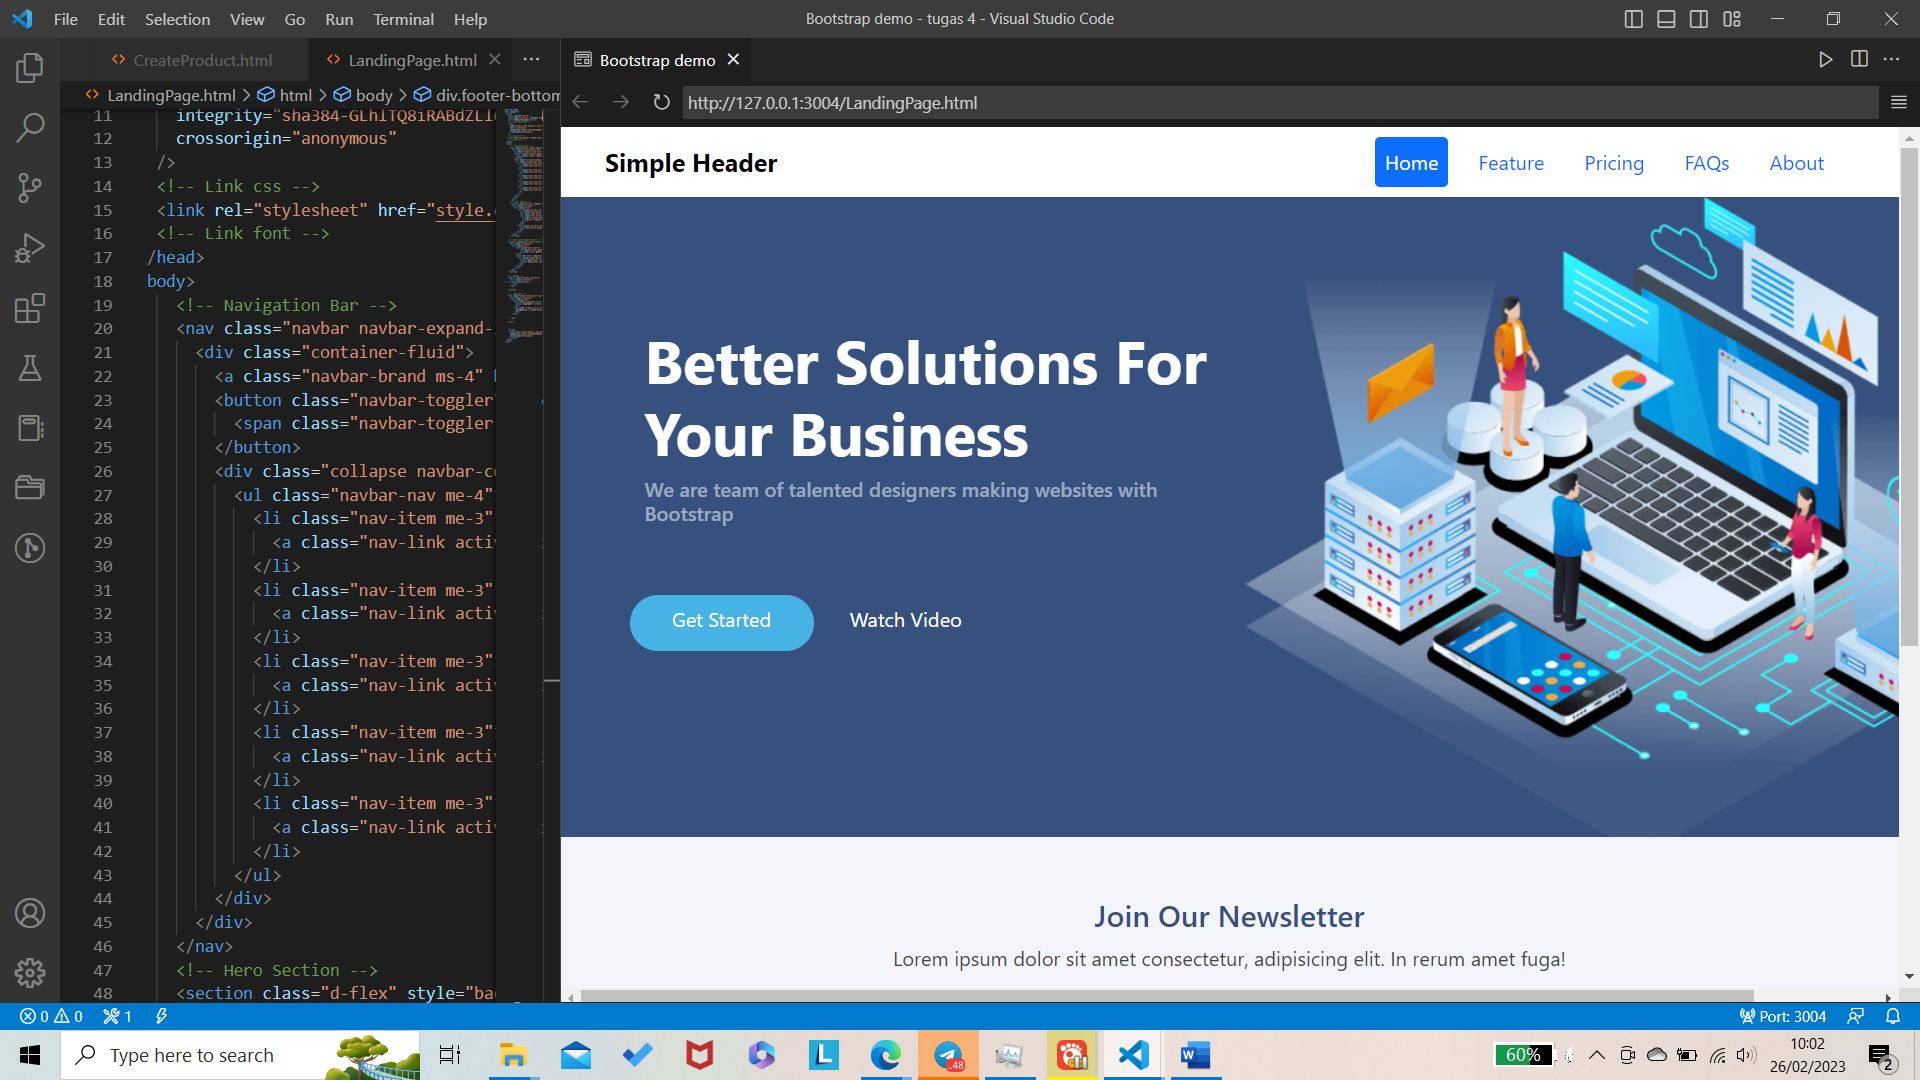 File Edit Selection View Go Run Terminal Help
Bootstrap demo - tugas 4 - Visual Studio Code
CreateProduct.html
LandingPage.html
Bootstrap demo
LandingPage.html > html > body > div.footer-bottom
http://127.0.0.1:3004/LandingPage.html
11 integrity="sha384-GLhlTQ8iRABdZLl
12 crossorigin="anonymous"
13 />
14 <!-- Link css -->
15 <link rel="stylesheet" href="style.
16 <!-- Link font -->
17 /head>
18 body>
19 <!-- Navigation Bar -->
20 <nav class="navbar navbar-expand-
21 <div class="container-fluid">
22 <a class="navbar-brand ms-4"
23 <button class="navbar-toggler"
24 <span class="navbar-toggler
25 </button>
26 <div class="collapse navbar-c
27 <ul class="navbar-nav me-4"
28 <li class="nav-item me-3"
29 <a class="nav-link acti
30 </li>
31 <li class="nav-item me-3"
32 <a class="nav-link acti
33 </li>
34 <li class="nav-item me-3"
35 <a class="nav-link acti
36 </li>
37 <li class="nav-item me-3"
38 <a class="nav-link acti
39 </li>
40 <li class="nav-item me-3"
41 <a class="nav-link acti
42 </li>
43 </ul>
44 </div>
45 </div>
46 </nav>
47 <!-- Hero Section -->
48 <section class="d-flex" style="ba
Simple Header
Home Feature Pricing FAQs About
Better Solutions For
Your Business
We are team of talented designers making websites with
Bootstrap
Get Started
Watch Video
Join Our Newsletter
Lorem ipsum dolor sit amet consectetur, adipisicing elit. In rerum amet fuga!
0 0 1
Port: 3004
Type here to search
L
48
W
60%
10:02
26/02/2023
2